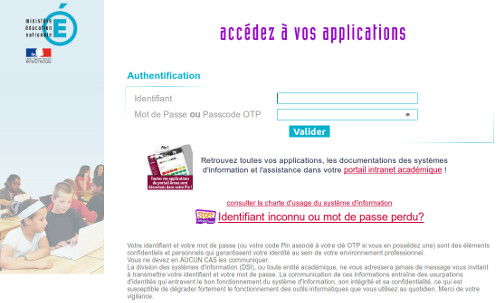 ministère
éducation
nationale
accédez à vos applications
Authentification
Identifiant
Mot de Passe ou Passcode OTP
Valider
Toutes vos applications
du portail Arena sont
Retrouvez toutes vos applications, les documentations des systèmes
d'information et l'assistance dans votre portail intranet académique !
consulter la charte d'usage du système d'information
Identifiant inconnu ou mot de passe perdu?
Votre identifiant et votre mot de passe (ou votre code Pin associé à votre clé OTP si vous en possédez une) sont des éléments
confidentiels et personnels qui garantissent votre identité au sein de votre environnement professionnel.
Vous ne devez en AUCUN CAS les communiquer.
La division des systèmes d'information (DSI), ou toute entité académique, ne vous adressera jamais de message vous invitant
à transmettre votre identifiant et votre mot de passe. La communication de ces informations entraîne des usurpations
d'identités qui entravent le bon fonctionnement du système d'information, son intégrité et sa confidentialité, ce qui est
susceptible de dégrader fortement le fonctionnement des outils informatiques que vous utilisez au quotidien. Merci de votre
vigilance.